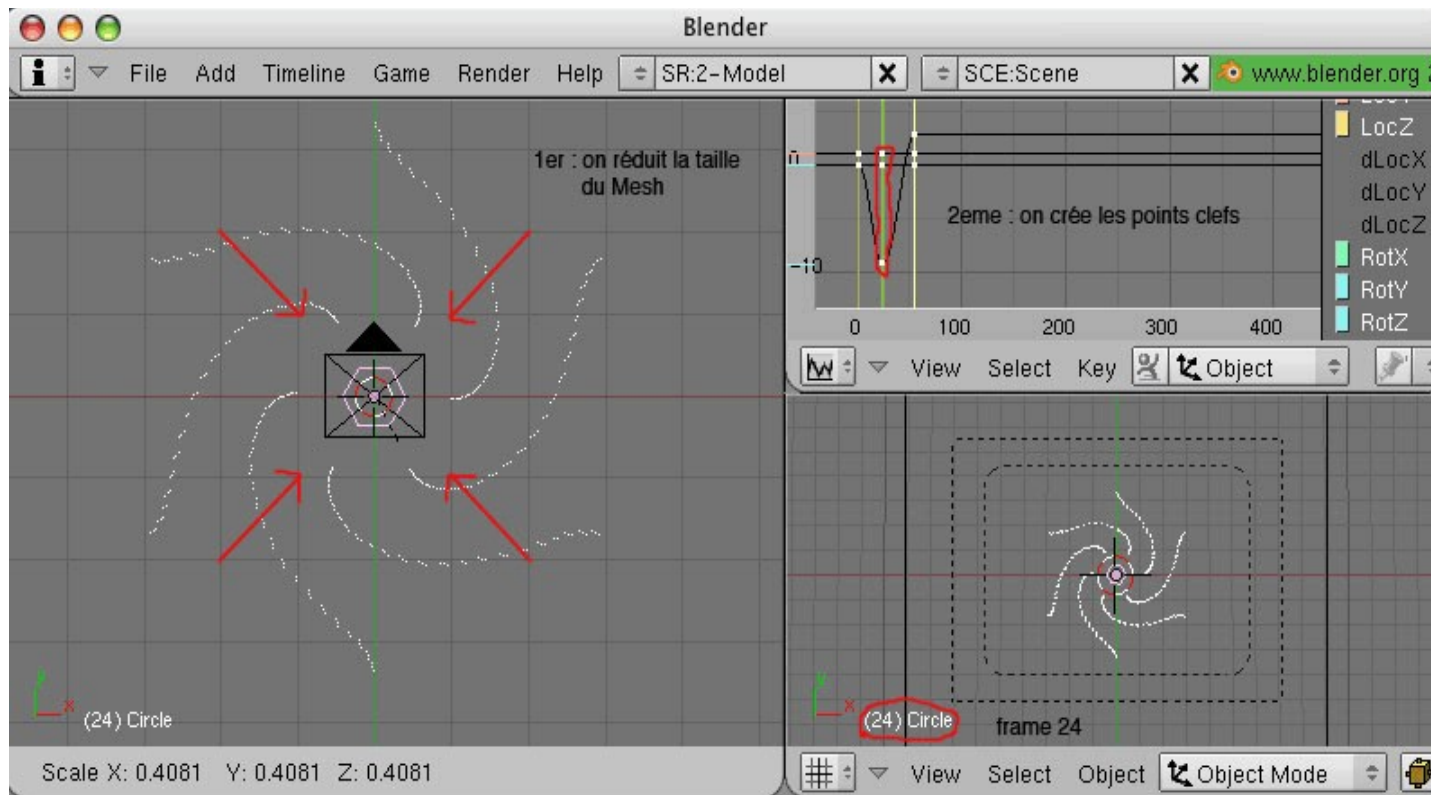 Blender
File Add Timeline Game Render Help SR:2-Model SCE:Scene www.blender.org
1er : on réduit la taille
du Mesh
(24) Circle
Scale X: 0.4081 Y: 0.4081 Z: 0.4081
0
-10
2eme : on crée les points clefs
0 100 200 300 400
LocZ
dLocX
dLocY
dLocZ
RotX
RotY
RotZ
View Select Key Object
(24) Circle
frame 24
View Select Object Object Mode
x
y
x